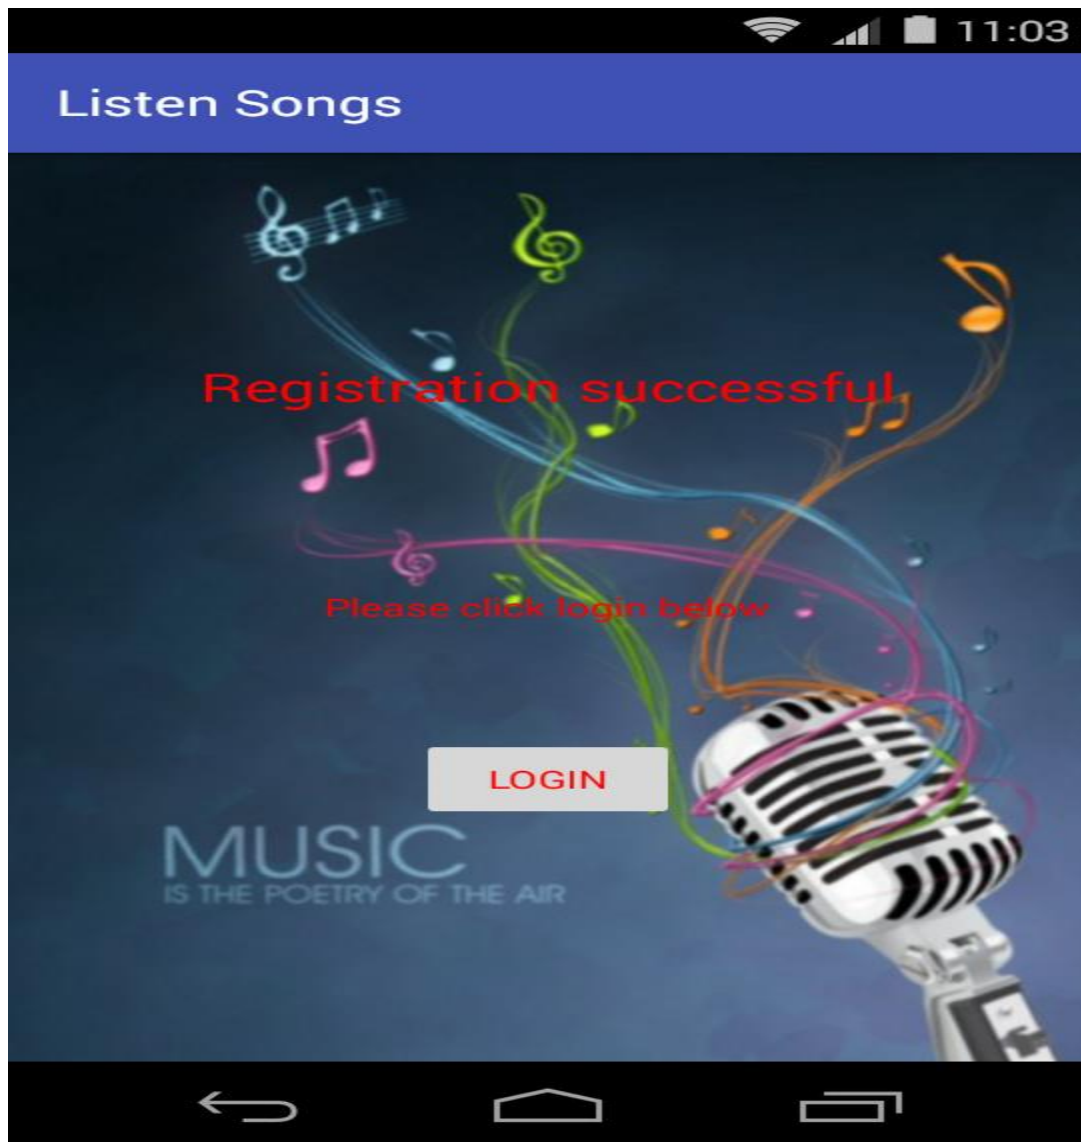 11:03
Listen Songs
Registration successful
Please click login below
LOGIN
MUSIC
IS THE POETRY OF THE AIR